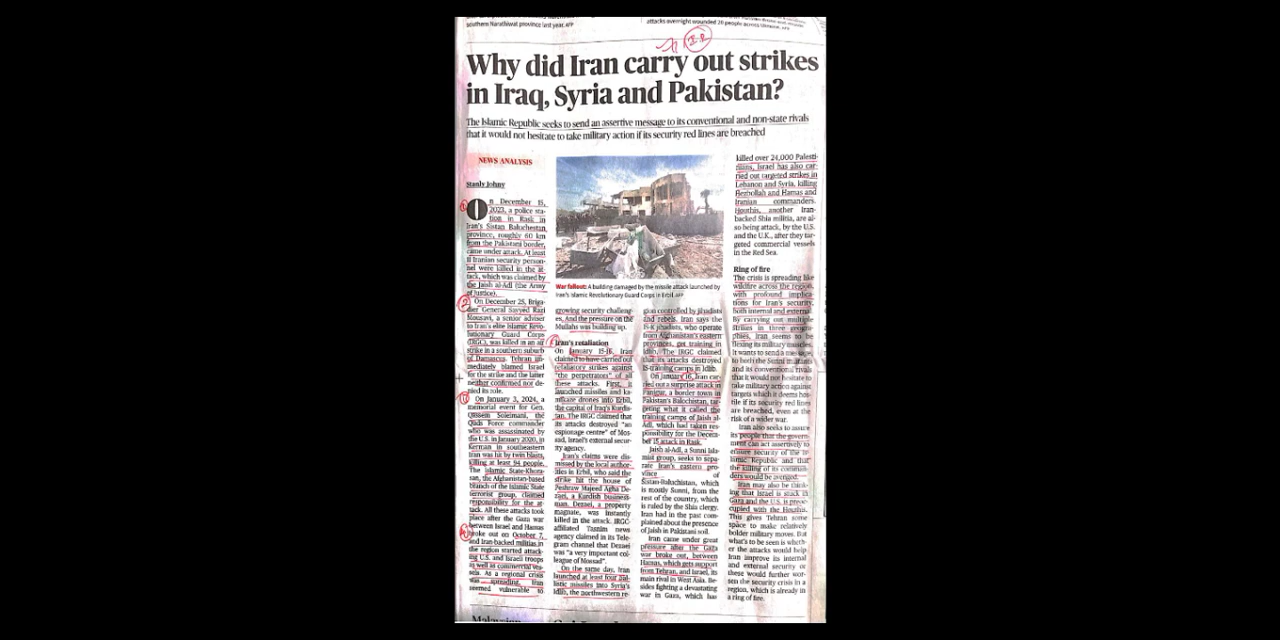 southern Narathiwat province last year. AFP
attacks overnight wounded 20 people across Ukraine. AFP
I.R
Why did Iran carry out strikes
in Iraq, Syria and Pakistan?
The Islamic Republic seeks to send an assertive message to its conventional and non-state rivals
that it would not hesitate to take military action if its security red lines are breached
NEWS ANALYSIS
Stanly Johny
On December 15,
2023, a police sta-
tion in Rask in
Iran's Sistan Baluchestan
province, roughly 60 km
from the Pakistani border,
came under attack. At least
11 Iranian security person-
nel were killed in the at-
tack, which was claimed by
the Jaish al-Adl (the Army
of Justice).
On December 25, Briga-
dier General Sayyed Razi
Mousavi, a senior adviser
to Iran's elite Islamic Revo-
lutionary Guard Corps
(IRGC), was killed in an air
strike in a southern suburb
of Damascus. Tehran im-
mediately blamed Israel
for the strike and the latter
neither confirmed nor de-
nied its role.
On January 3, 2024, a
memorial event for Gen.
Qassem Soleimani, the
Quds Force commander
who was assassinated by
the U.S. in January 2020, in
Kerman in southeastern
Iran was hit by twin blasts,
killing at least 94 people.
The Islamic State-Khora-
san, the Afghanistan-based
branch of the Islamic State
terrorist group, claimed
responsibility for the at-
tack. All these attacks took
place after the Gaza war
between Israel and Hamas
broke out on October 7,
and Iran-backed militias in
the region started attack-
ing U.S. and Israeli troops
as well as commercial ves-
sels. As a regional crisis
was spreading, Iran
seemed vulnerable to
War fallout: A building damaged by the missile attack launched by
Iran's Islamic Revolutionary Guard Corps in Erbil. AFP
growing security challeng-
es. And the pressure on the
Mullahs was building up.
Iran's retaliation
On January 15-16, Iran
claimed to have carried out
retaliatory strikes against
"the perpetrators" of all
these attacks. First, it
launched missiles and ka-
mikaze drones into Erbil,
the capital of Iraq's Kurdis-
tan. The IRGC claimed that
its attacks destroyed "an
espionage centre" of Mos-
sad, Israel's external secur-
ity agency.
Iran's claims were dis-
missed by the local author-
ities in Erbil, who said the
strike hit the house of
Peshraw Majeed Agha De-
zaei, a Kurdish business-
man. Dezaei, a property
magnate, was instantly
killed in the attack. IRGC-
affiliated Tasnim news
agency claimed in its Tele-
gram channel that Dezaei
was "a very important col-
league of Mossad".
On the same day, Iran
launched at least four bal-
listic missiles into Syria's
Idlib, the northwestern re-
gion controlled by jihadists
and rebels. Iran says the
IS-K jihadists, who operate
from Afghanistan's eastern
provinces, get training in
Idlib. The IRGC claimed
that its attacks destroyed
IS-training camps in Idlib.
On January 16, Iran car-
ried out a surprise attack in
Panjgur, a border town in
Pakistan's Balochistan, tar-
geting what it called the
training camps of Jaish al-
Adl, which had taken res-
ponsibility for the Decem-
ber 15 attack in Rask.
Jaish al-Adl, a Sunni Isla-
mist group, seeks to sepa-
rate Iran's eastern pro-
vince of
Sistan-Baluchistan, which
is mostly Sunni, from the
rest of the country, which
is ruled by the Shia clergy.
Iran had in the past com-
plained about the presence
of Jaish in Pakistani soil.
Iran came under great
pressure after the Gaza
war broke out, between
Hamas, which gets support
from Tehran, and Israel, its
main rival in West Asia. Be-
sides fighting a devastating
war in Gaza, which has
killed over 24,000 Palesti-
nians, Israel has also car-
ried out targeted strikes in
Lebanon and Syria, killing
Hezbollah and Hamas and
Iranian commanders.
Houthis, another Iran-
backed Shia militia, are al-
so being attack, by the U.S.
and the U.K., after they tar-
geted commercial vessels
in the Red Sea.
Ring of fire
The crisis is spreading like
wildfire across the region,
with profound implica-
tions for Iran's security,
both internal and external.
By carrying out multiple
strikes in three geogra-
phies, Iran seems to be
flexing its military muscles.
It wants to send a message
to both the Sunni militants
and its conventional rivals
that it would not hesitate to
take military action against
targets which it deems hos-
tile if its security red lines
are breached, even at the
risk of a wider war.
Iran also seeks to assure
its people that the govern-
ment can act assertively to
ensure security of the Is-
lamic Republic and that
the killing of its comman-
ders would be avenged.
Iran may also be think-
ing that Israel is stuck in
Gaza and the U.S. is preoc-
cupied with the Houthis.
This gives Tehran some
space to make relatively
bolder military moves. But
what's to be seen is wheth-
er the attacks would help
Iran improve its internal
and external security or
these would further wor-
sen the security crisis in a
region, which is already in
a ring of fire.